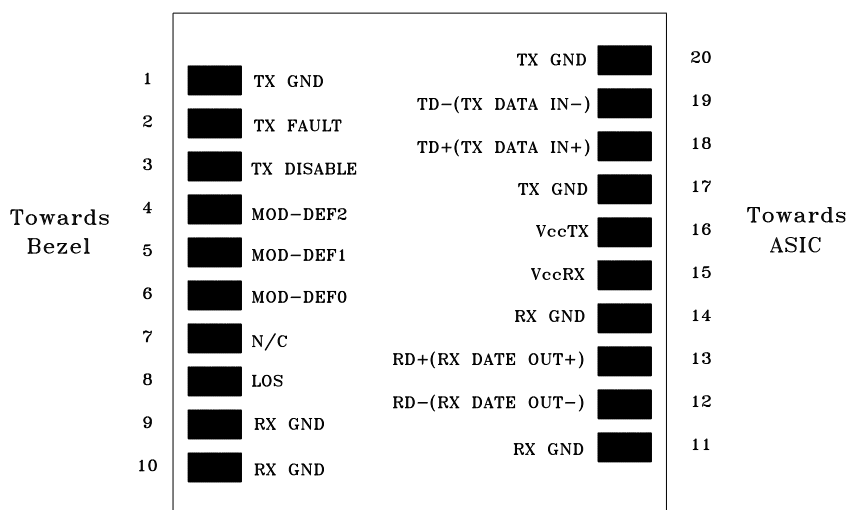 Towards
Bezel
1 TX GND
2 TX FAULT
3 TX DISABLE
4 MOD-DEF2
5 MOD-DEF1
6 MOD-DEF0
7 N/C
8 LOS
9 RX GND
10 RX GND
TX GND 20
TD-(TX DATA IN-) 19
TD+(TX DATA IN+) 18
TX GND 17
VccTX 16
VccRX 15
RX GND 14
RD+(RX DATE OUT+) 13
RD-(RX DATE OUT-) 12
RX GND 11
Towards
ASIC